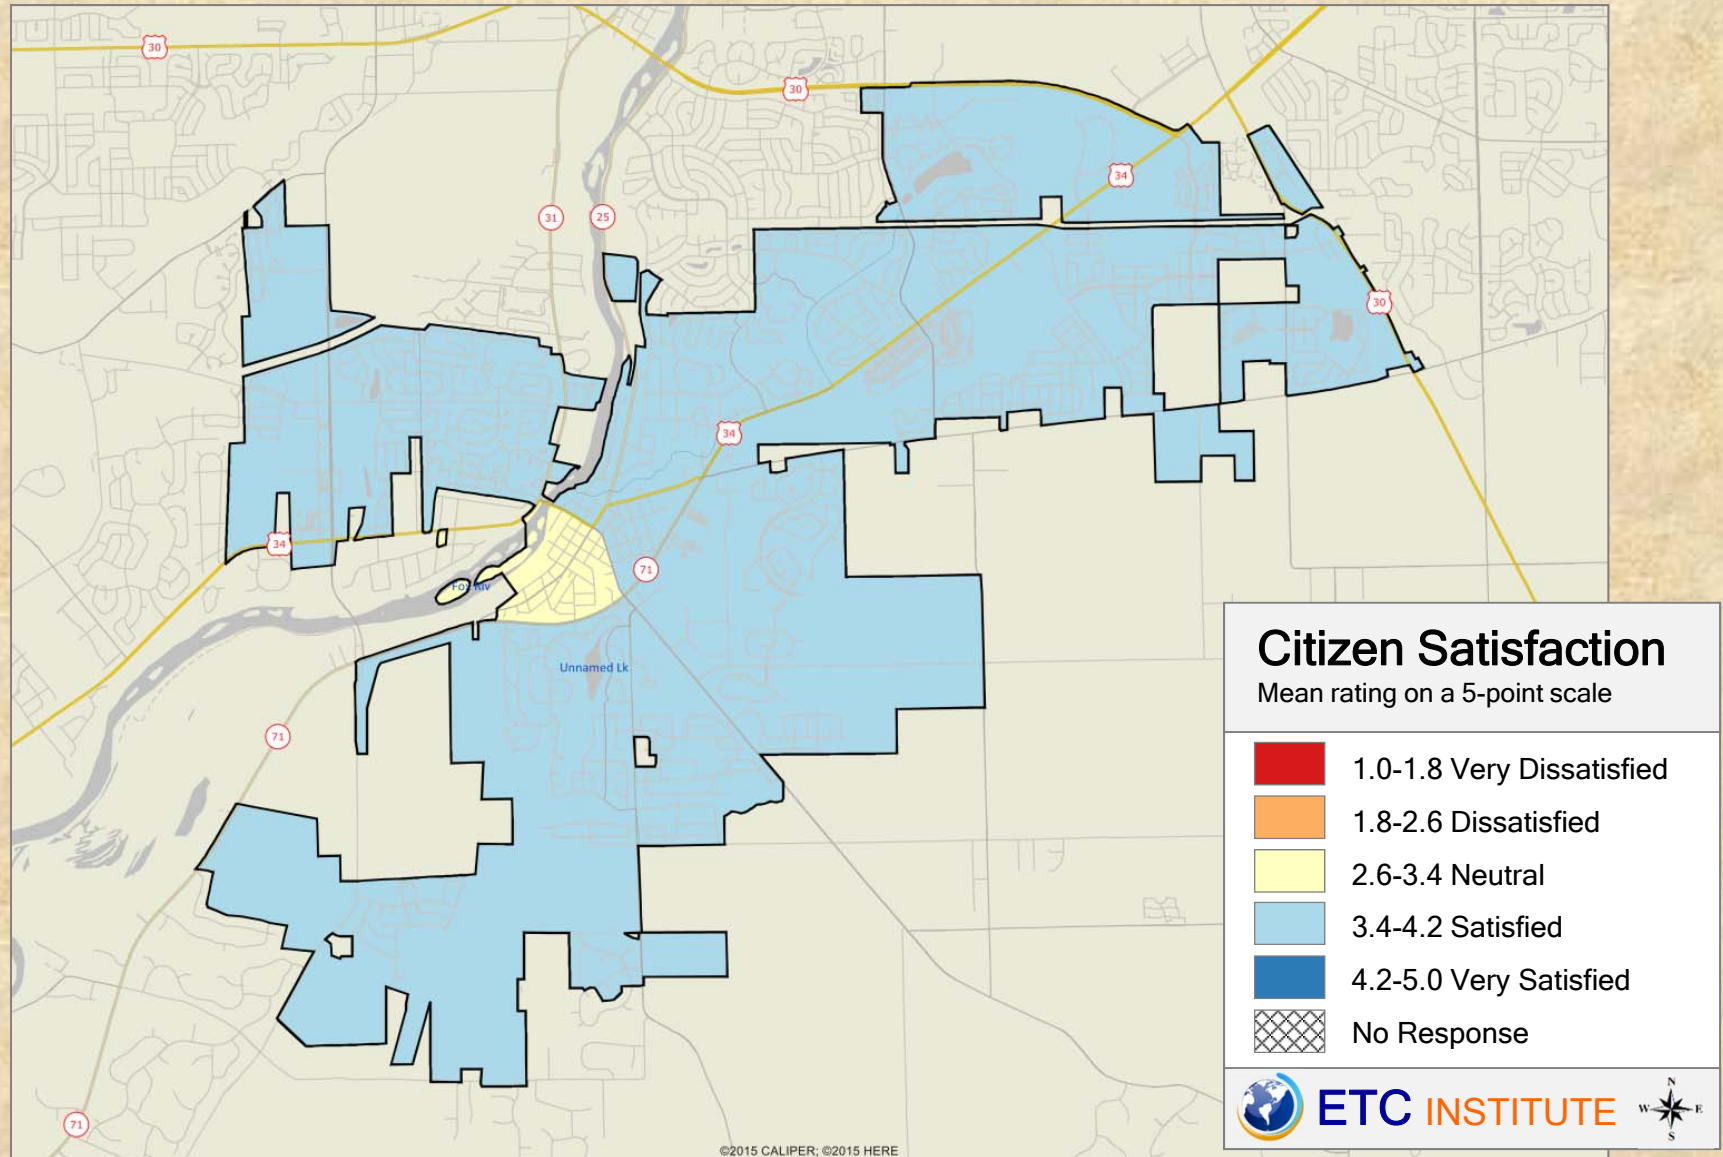 30
30
34
31
25
30
34
34
71
Fox Riv
Unnamed Lk
71
71
©2015 CALIPER; ©2015 HERE
Citizen Satisfaction
Mean rating on a 5-point scale
1.0-1.8 Very Dissatisfied
1.8-2.6 Dissatisfied
2.6-3.4 Neutral
3.4-4.2 Satisfied
4.2-5.0 Very Satisfied
No Response
ETC INSTITUTE
N
W E
S